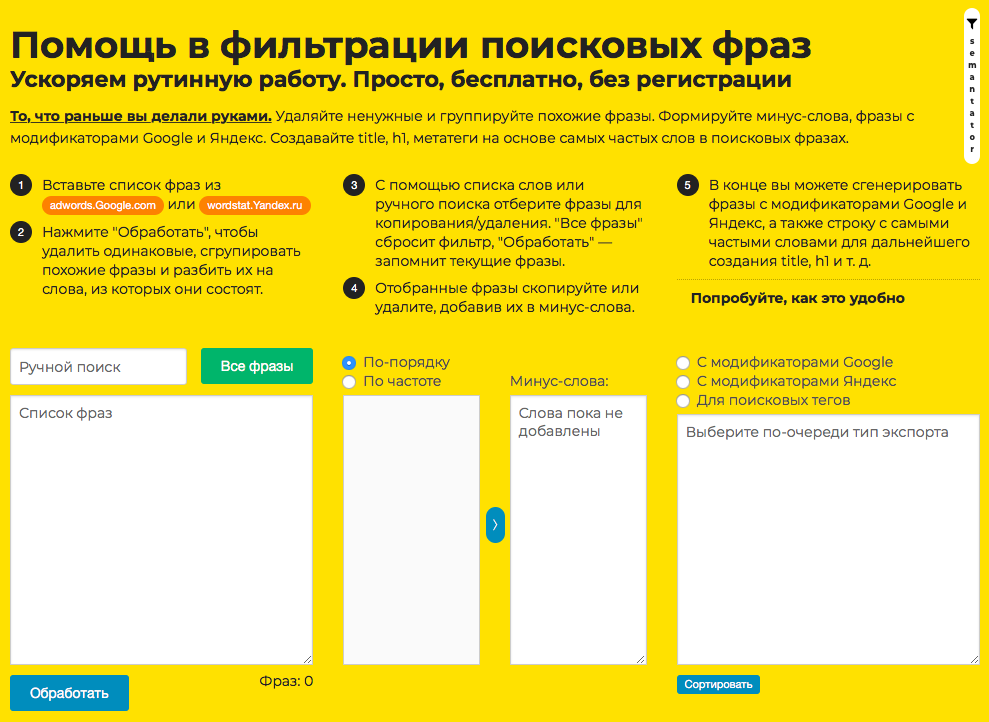 Помощь в фильтрации поисковых фраз
Ускоряем рутинную работу. Просто, бесплатно, без регистрации
То, что раньше вы делали руками. Удаляйте ненужные и группируйте похожие фразы. Формируйте минус-слова, фразы с
модификаторами Google и Яндекс. Создавайте title, h1, метатеги на основе самых частых слов в поисковых фразах.
semantator
1 Вставьте список фраз из
adwords.Google.com или wordstat.Yandex.ru
2 Нажмите "Обработать", чтобы
удалить одинаковые, сгрупировать
похожие фразы и разбить их на
слова, из которых они состоят.
3 С помощью списка слов или
ручного поиска отберите фразы для
копирования/удаления. "Все фразы"
сбросит фильтр, "Обработать" —
запомнит текущие фразы.
4 Отобранные фразы скопируйте или
удалите, добавив их в минус-слова.
5 В конце вы можете сгенерировать
фразы с модификаторами Google и
Яндекс, а также строку с самыми
частыми словами для дальнейшего
создания title, h1 и т. д.
Попробуйте, как это удобно
Ручной поиск
Все фразы
Список фраз
Обработать
Фраз: 0
По-порядку
По частоте
Минус-слова:
Слова пока не
добавлены
〉
С модификаторами Google
С модификаторами Яндекс
Для поисковых тегов
Выберите по-очереди тип экспорта
Сортировать